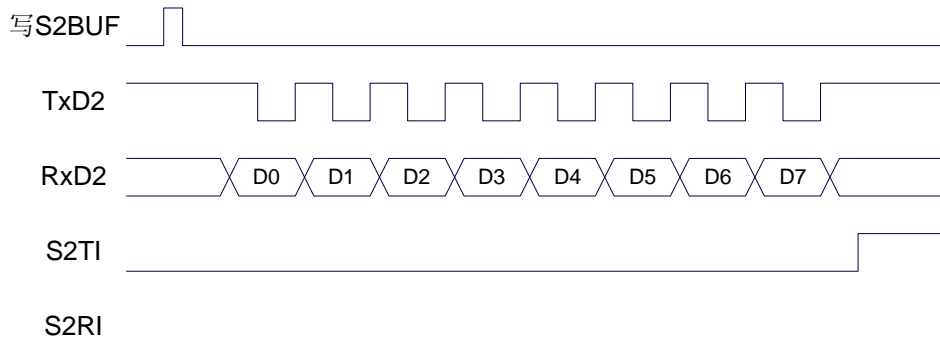 写S2BUF
TxD2
RxD2 D0 D1 D2 D3 D4 D5 D6 D7
S2TI
S2RI